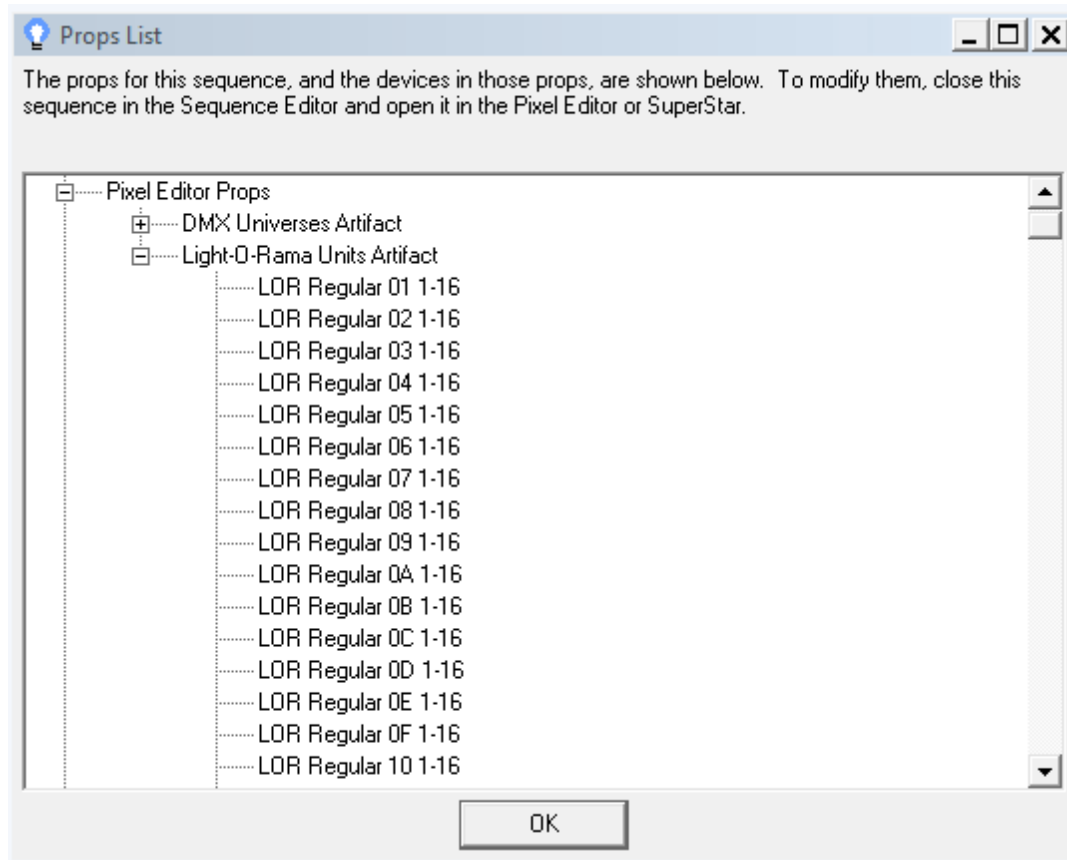 Props List
The props for this sequence, and the devices in those props, are shown below.  To modify them, close this
sequence in the Sequence Editor and open it in the Pixel Editor or SuperStar.
Pixel Editor Props
DMX Universes Artifact
Light-O-Rama Units Artifact
LOR Regular 01 1-16
LOR Regular 02 1-16
LOR Regular 03 1-16
LOR Regular 04 1-16
LOR Regular 05 1-16
LOR Regular 06 1-16
LOR Regular 07 1-16
LOR Regular 08 1-16
LOR Regular 09 1-16
LOR Regular 0A 1-16
LOR Regular 0B 1-16
LOR Regular 0C 1-16
LOR Regular 0D 1-16
LOR Regular 0E 1-16
LOR Regular 0F 1-16
LOR Regular 10 1-16
OK